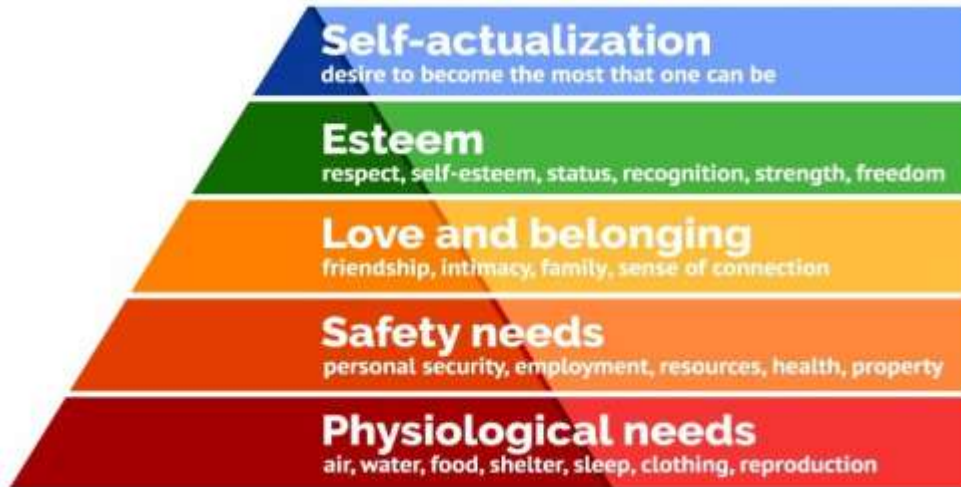 Self-actualization
desire to become the most that one can be
Esteem
respect, self-esteem, status, recognition, strength, freedom
Love and belonging
friendship, intimacy, family, sense of connection
Safety needs
personal security, employment, resources, health, property
Physiological needs
air, water, food, shelter, sleep, clothing, reproduction